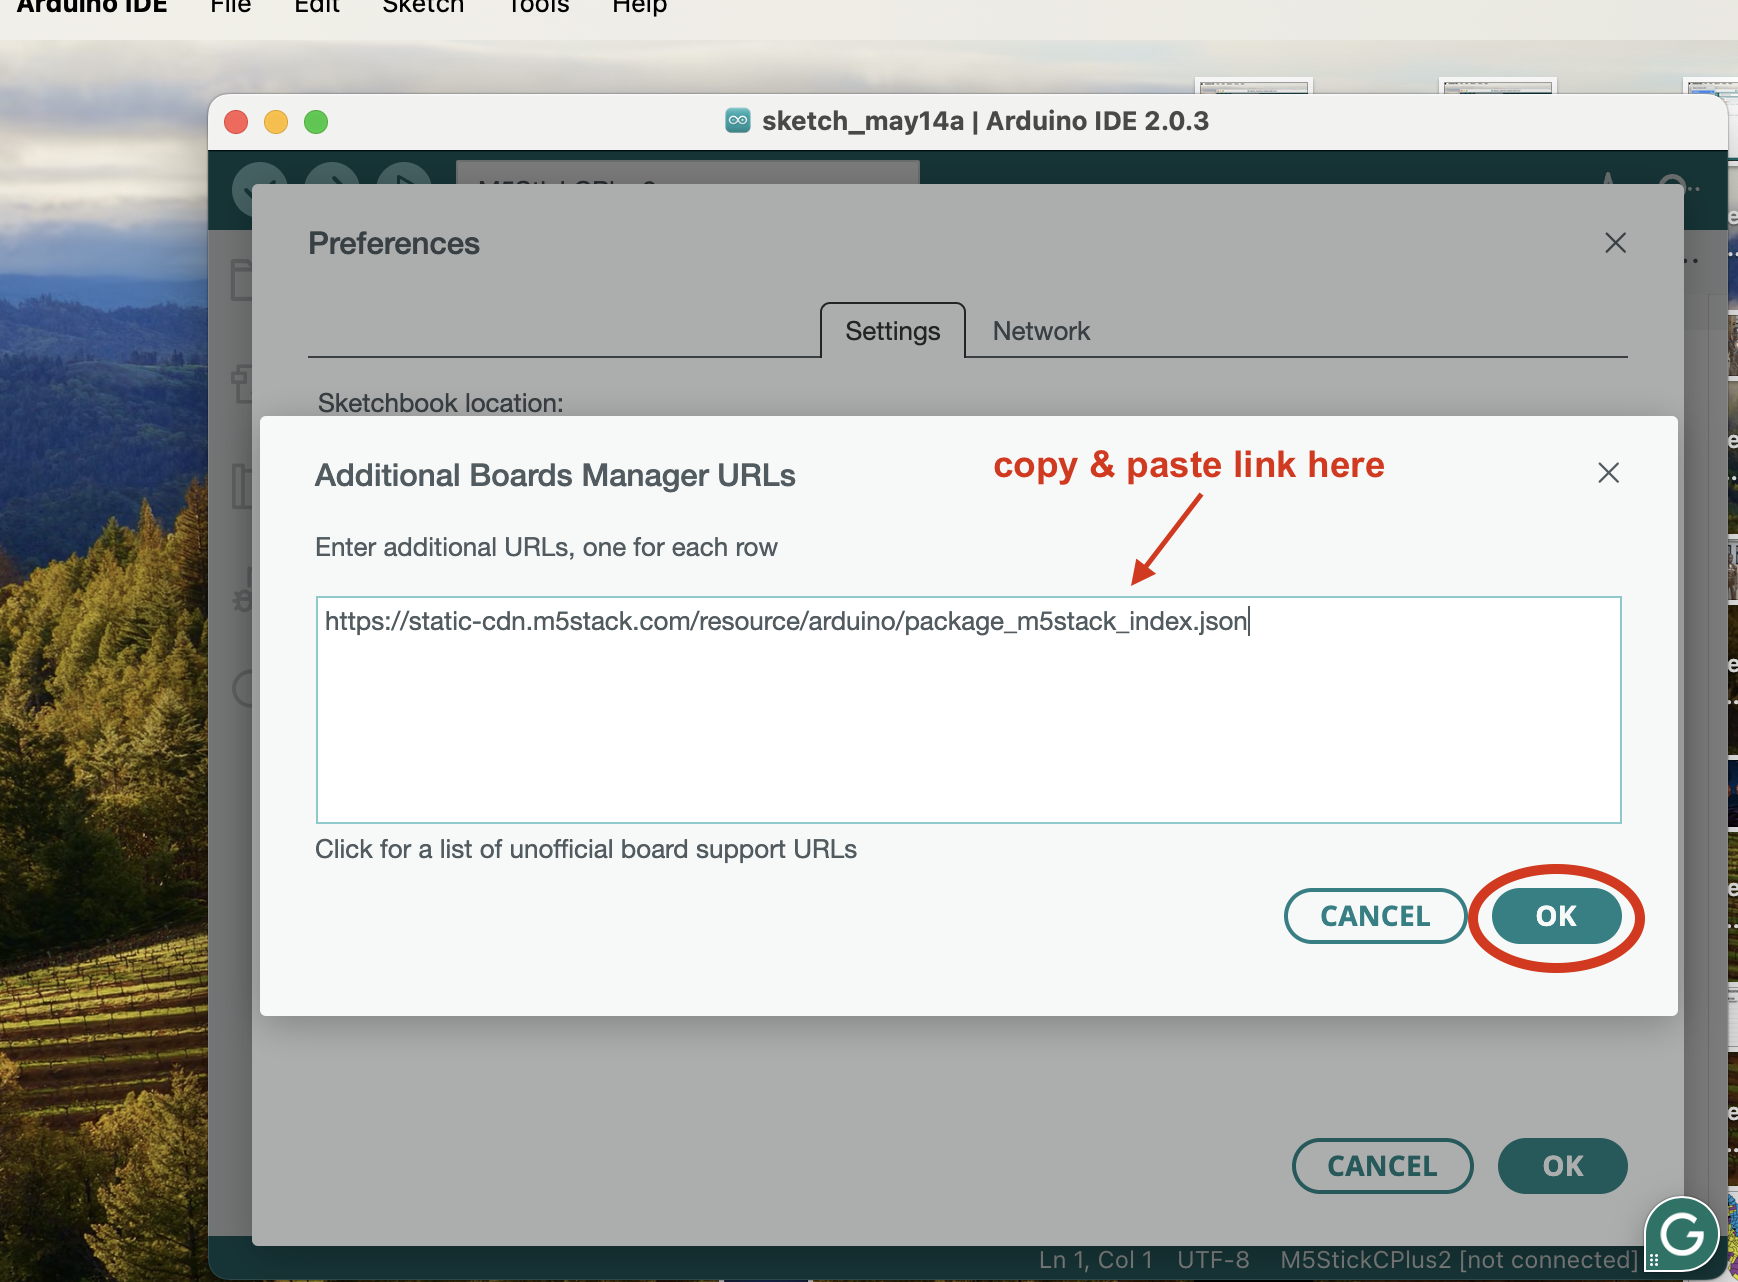 Arduino IDE File Edit Sketch Tools Help
sketch_may14a | Arduino IDE 2.0.3
Preferences
Settings Network
Sketchbook location:
Additional Boards Manager URLs
copy & paste link here
Enter additional URLs, one for each row
https://static-cdn.m5stack.com/resource/arduino/package_m5stack_index.json
Click for a list of unofficial board support URLs
CANCEL OK
CANCEL OK
Ln 1, Col 1 UTF-8 M5StickCPlus2 [not connected]